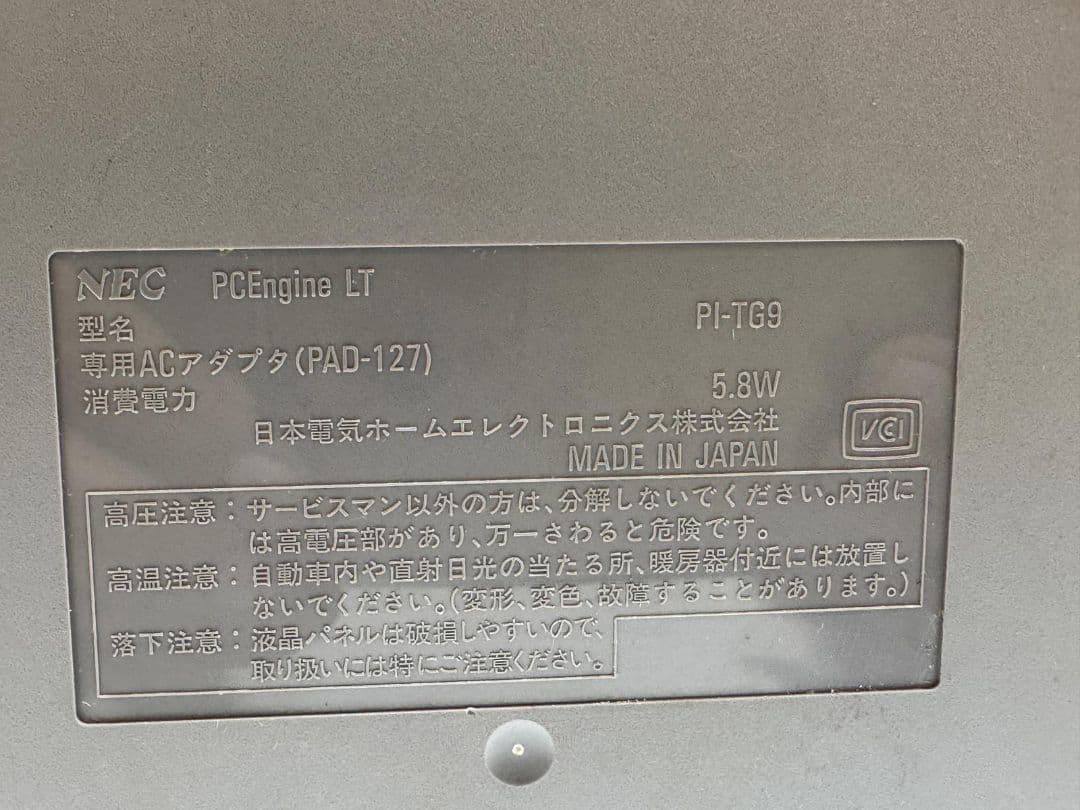 NEC PCEngine LT
型名 PI-TG9
専用ACアダプタ(PAD-127)
消費電力 5.8W
日本電気ホームエレクトロニクス株式会社
MADE IN JAPAN
VCI
高圧注意：サービスマン以外の方は、分解しないでください。内部に
は高電圧部があり、万一さわると危険です。
高温注意：自動車内や直射日光の当たる所、暖房器付近には放置し
ないでください。(変形、変色、故障することがあります。)
落下注意：液晶パネルは破損しやすいので、
取り扱いには特にご注意ください。